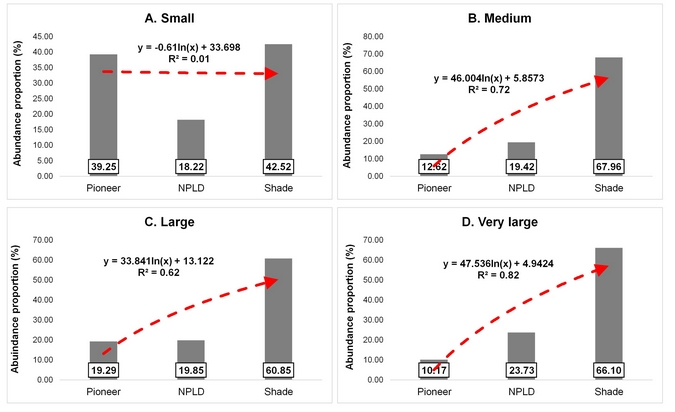 A. Small
Abundance proportion (%)
45.00
40.00
35.00
30.00
25.00
20.00
15.00
10.00
5.00
0.00
y = -0.61ln(x) + 33.698
R² = 0.01
39.25 18.22 42.52
Pioneer NPLD Shade
B. Medium
Abundance proportion (%)
80.00
70.00
60.00
50.00
40.00
30.00
20.00
10.00
0.00
y = 46.004ln(x) + 5.8573
R² = 0.72
12.62 19.42 67.96
Pioneer NPLD Shade
C. Large
Abuindance proportion (%)
70.00
60.00
50.00
40.00
30.00
20.00
10.00
0.00
y = 33.841ln(x) + 13.122
R² = 0.62
19.29 19.85 60.85
Pioneer NPLD Shade
D. Very large
Abundance proportion (%)
70.00
60.00
50.00
40.00
30.00
20.00
10.00
0.00
y = 47.536ln(x) + 4.9424
R² = 0.82
10.17 23.73 66.10
Pioneer NPLD Shade